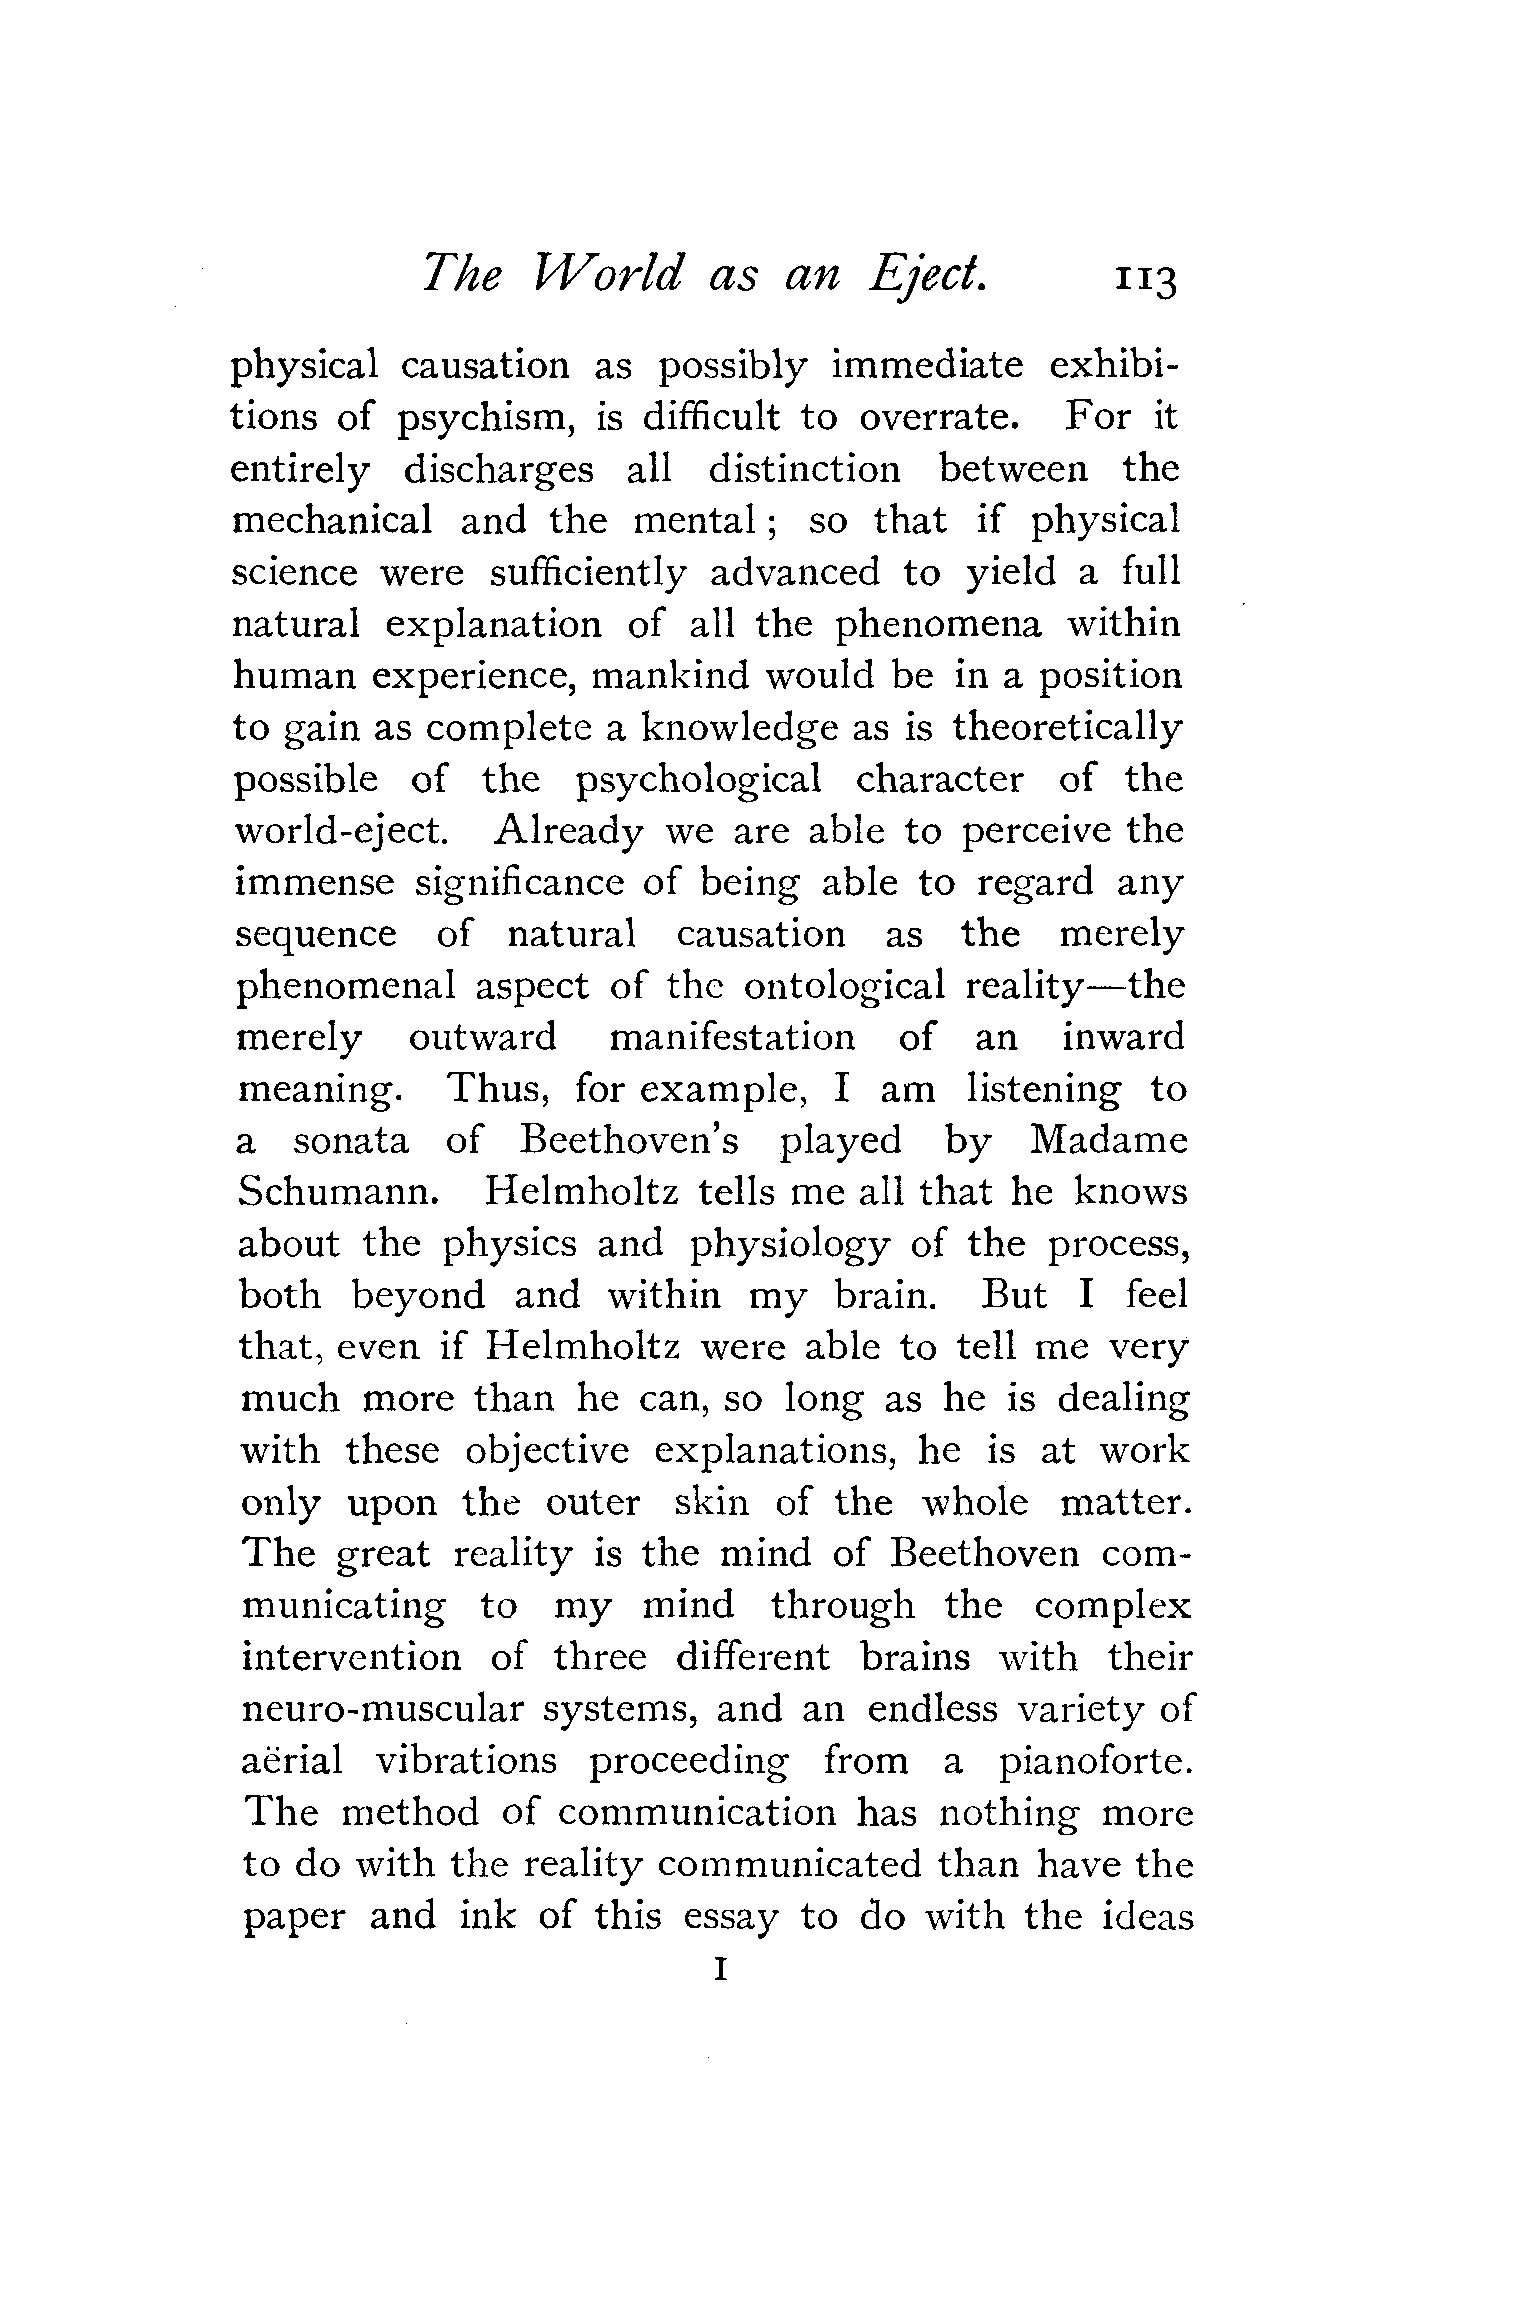 The World as an Eject. 113
physical causation as possibly immediate exhibi-
tions of psychism, is difficult to overrate. For it
entirely discharges all distinction between the
mechanical and the mental ; so that if physical
science were sufficiently advanced to yield a full
natural explanation of all the phenomena within
human experience, mankind would be in a position
to gain as complete a knowledge as is theoretically
possible of the psychological character of the
world-eject. Already we are able to perceive the
immense significance of being able to regard any
sequence of natural causation as the merely
phenomenal aspect of the ontological reality—the
merely outward manifestation of an inward
meaning. Thus, for example, I am listening to
a sonata of Beethoven's played by Madame
Schumann. Helmholtz tells me all that he knows
about the physics and physiology of the process,
both beyond and within my brain. But I feel
that, even if Helmholtz were able to tell me very
much more than he can, so long as he is dealing
with these objective explanations, he is at work
only upon the outer skin of the whole matter.
The great reality is the mind of Beethoven com-
municating to my mind through the complex
intervention of three different brains with their
neuro-muscular systems, and an endless variety of
aërial vibrations proceeding from a pianoforte.
The method of communication has nothing more
to do with the reality communicated than have the
paper and ink of this essay to do with the ideas
I